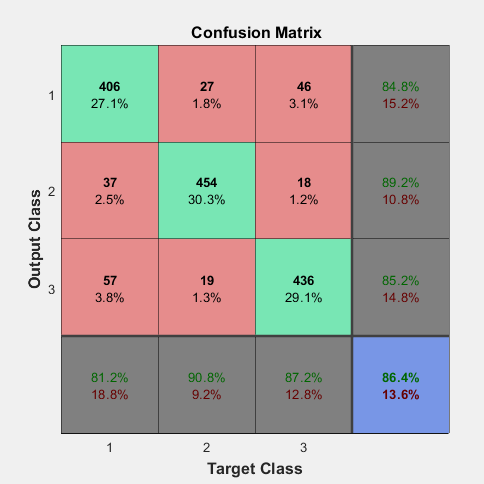 Confusion Matrix
406 27 46 84.8%
1
27.1% 1.8% 3.1% 15.2%
37 454 18 89.2%
2
2.5% 30.3% 1.2% 10.8%
57 19 436 85.2%
3
3.8% 1.3% 29.1% 14.8%
81.2% 90.8% 87.2% 86.4%
18.8% 9.2% 12.8% 13.6%
1 2 3
Target Class
Output Class